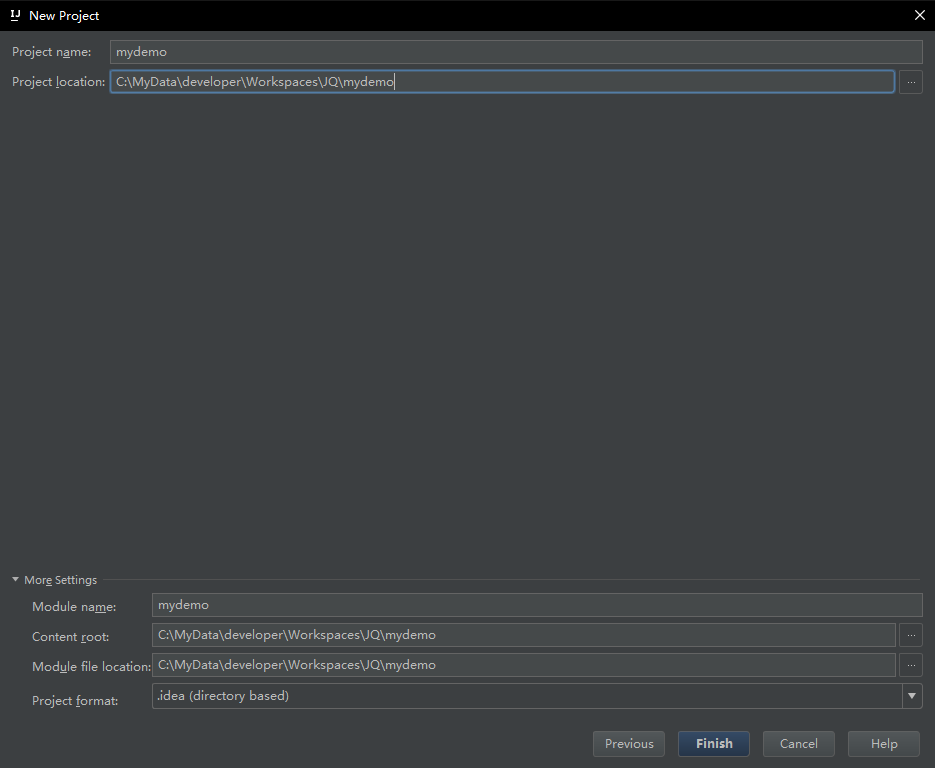 IJ New Project
Project name: mydemo
Project location: C:\MyData\developer\Workspaces\JQ\mydemo ...
More Settings
Module name: mydemo
Content root: C:\MyData\developer\Workspaces\JQ\mydemo ...
Module file location: C:\MyData\developer\Workspaces\JQ\mydemo ...
Project format: .idea (directory based)
Previous Finish Cancel Help